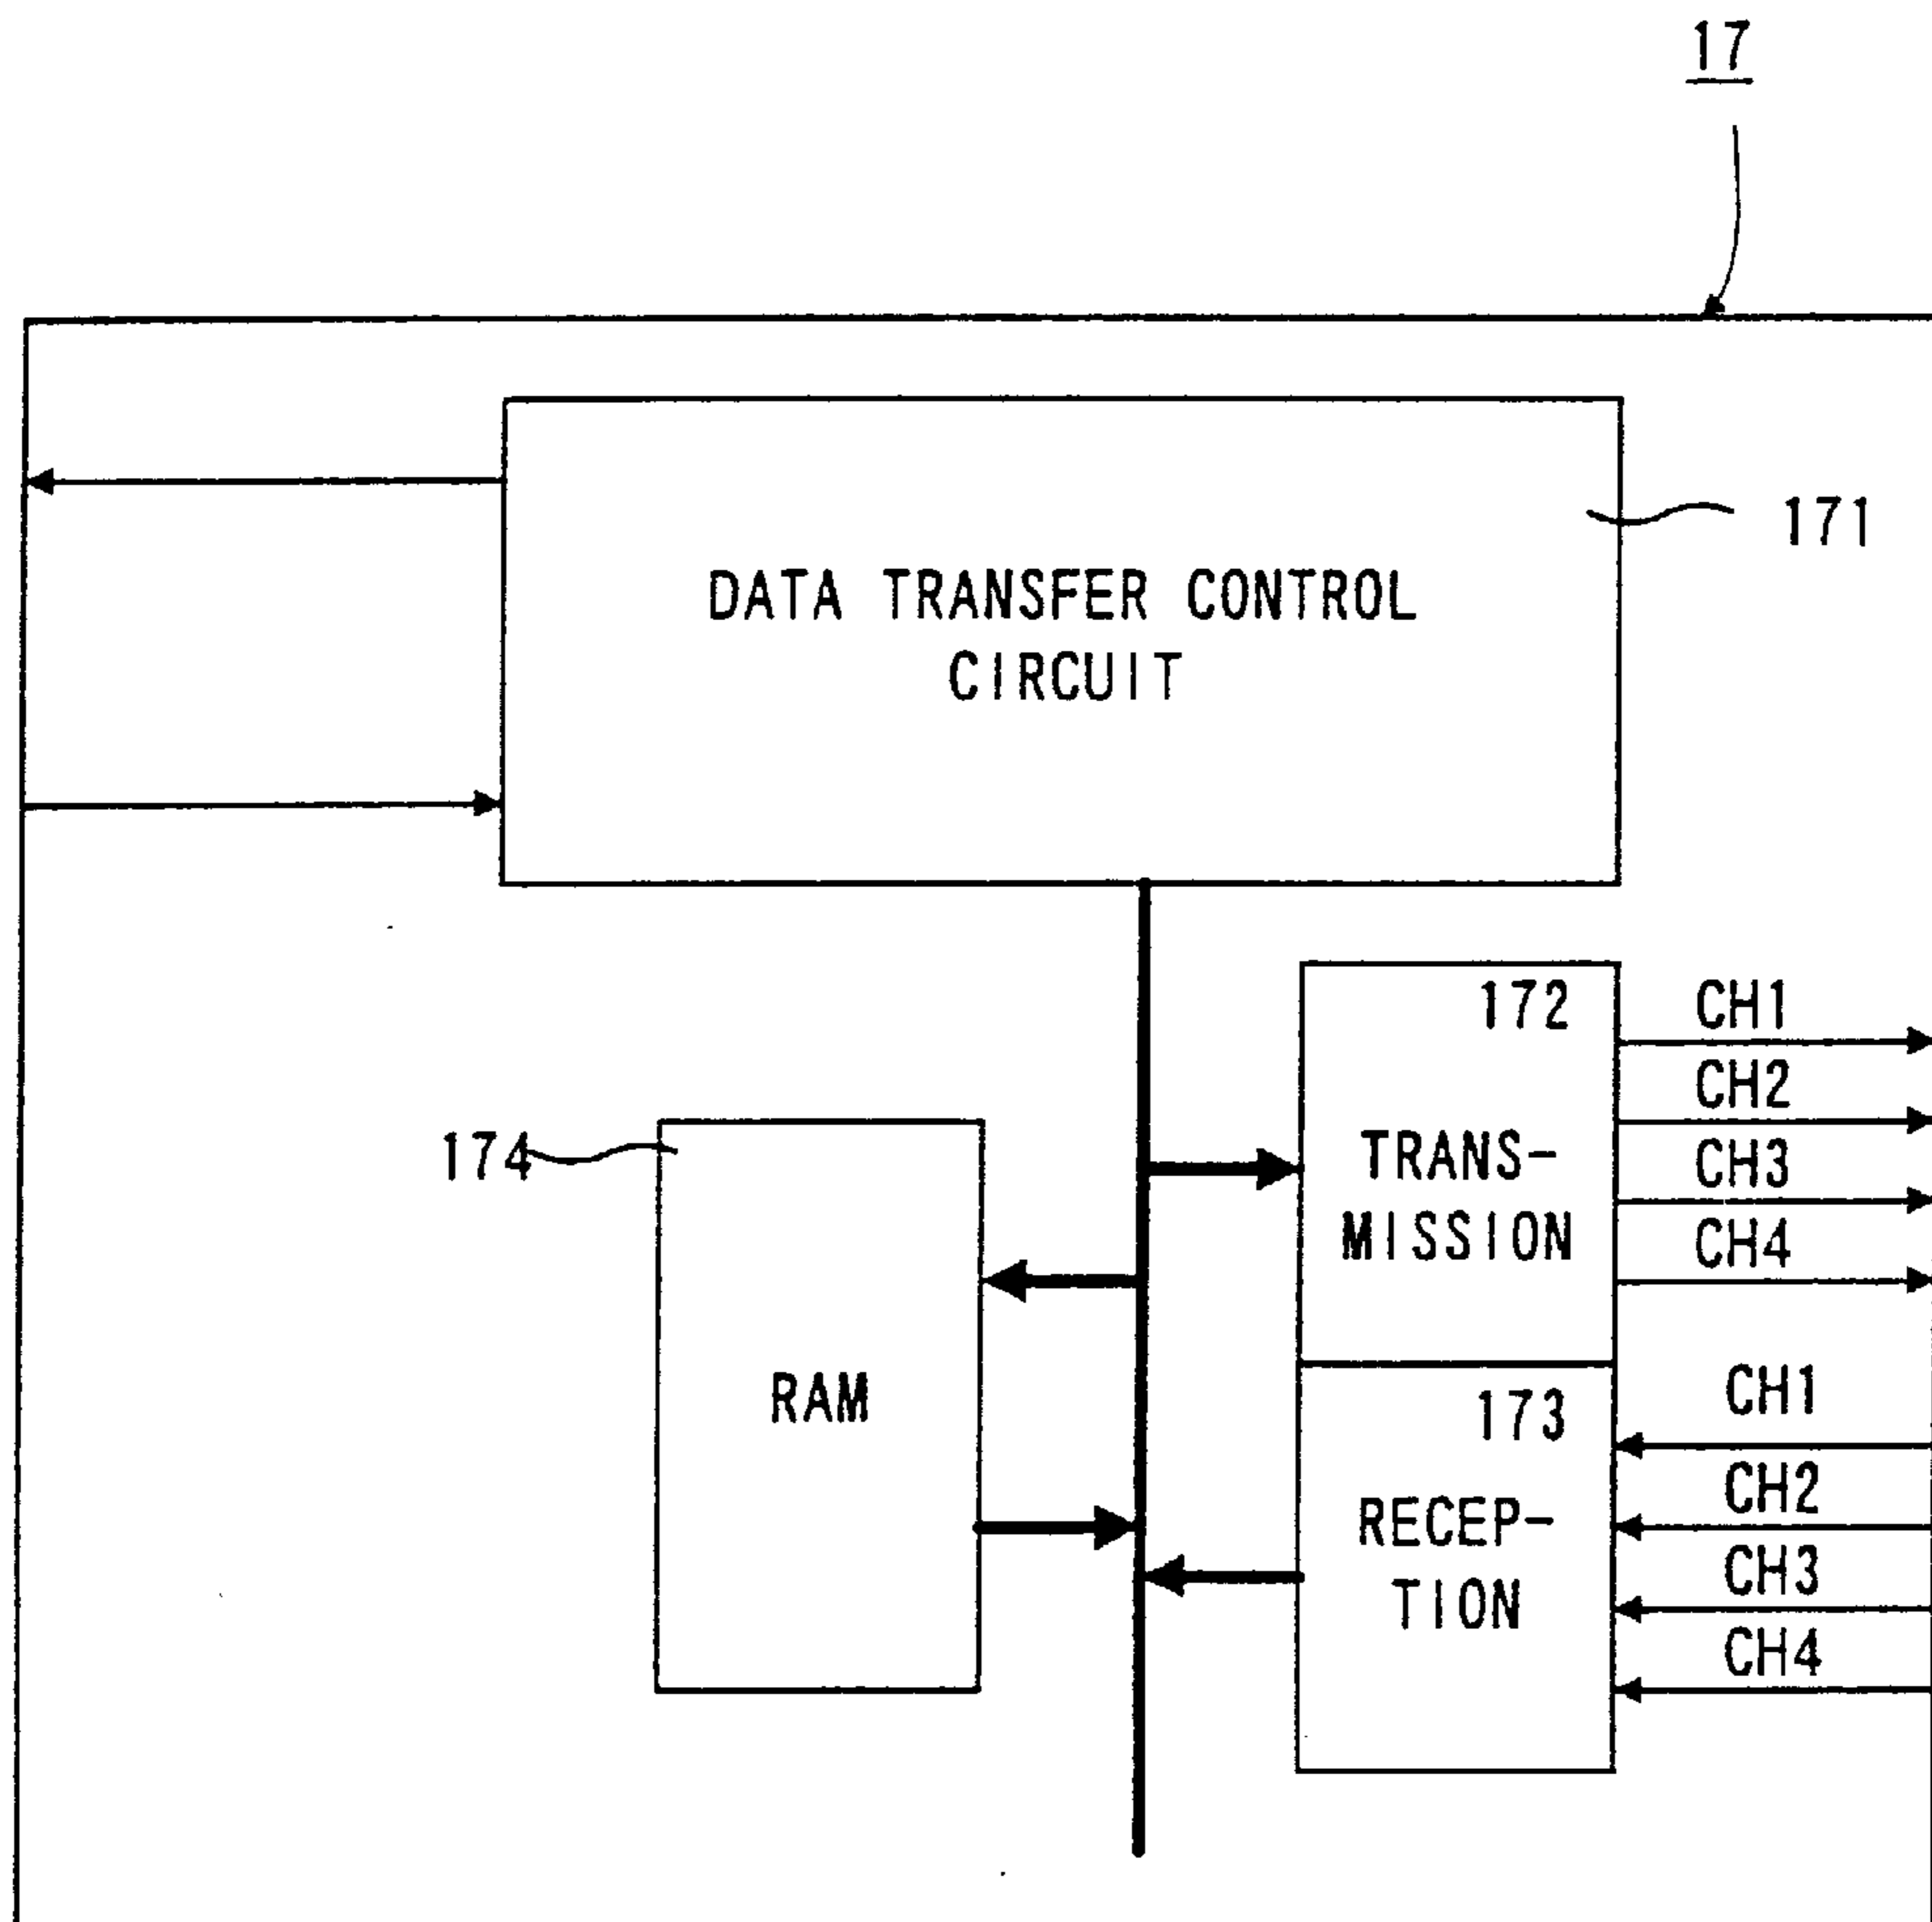 17
171
DATA TRANSFER CONTROL
CIRCUIT
172
CH1
CH2
CH3
CH4
174
TRANS-
MISSION
RAM
173
CH1
CH2
CH3
CH4
RECEP-
TION